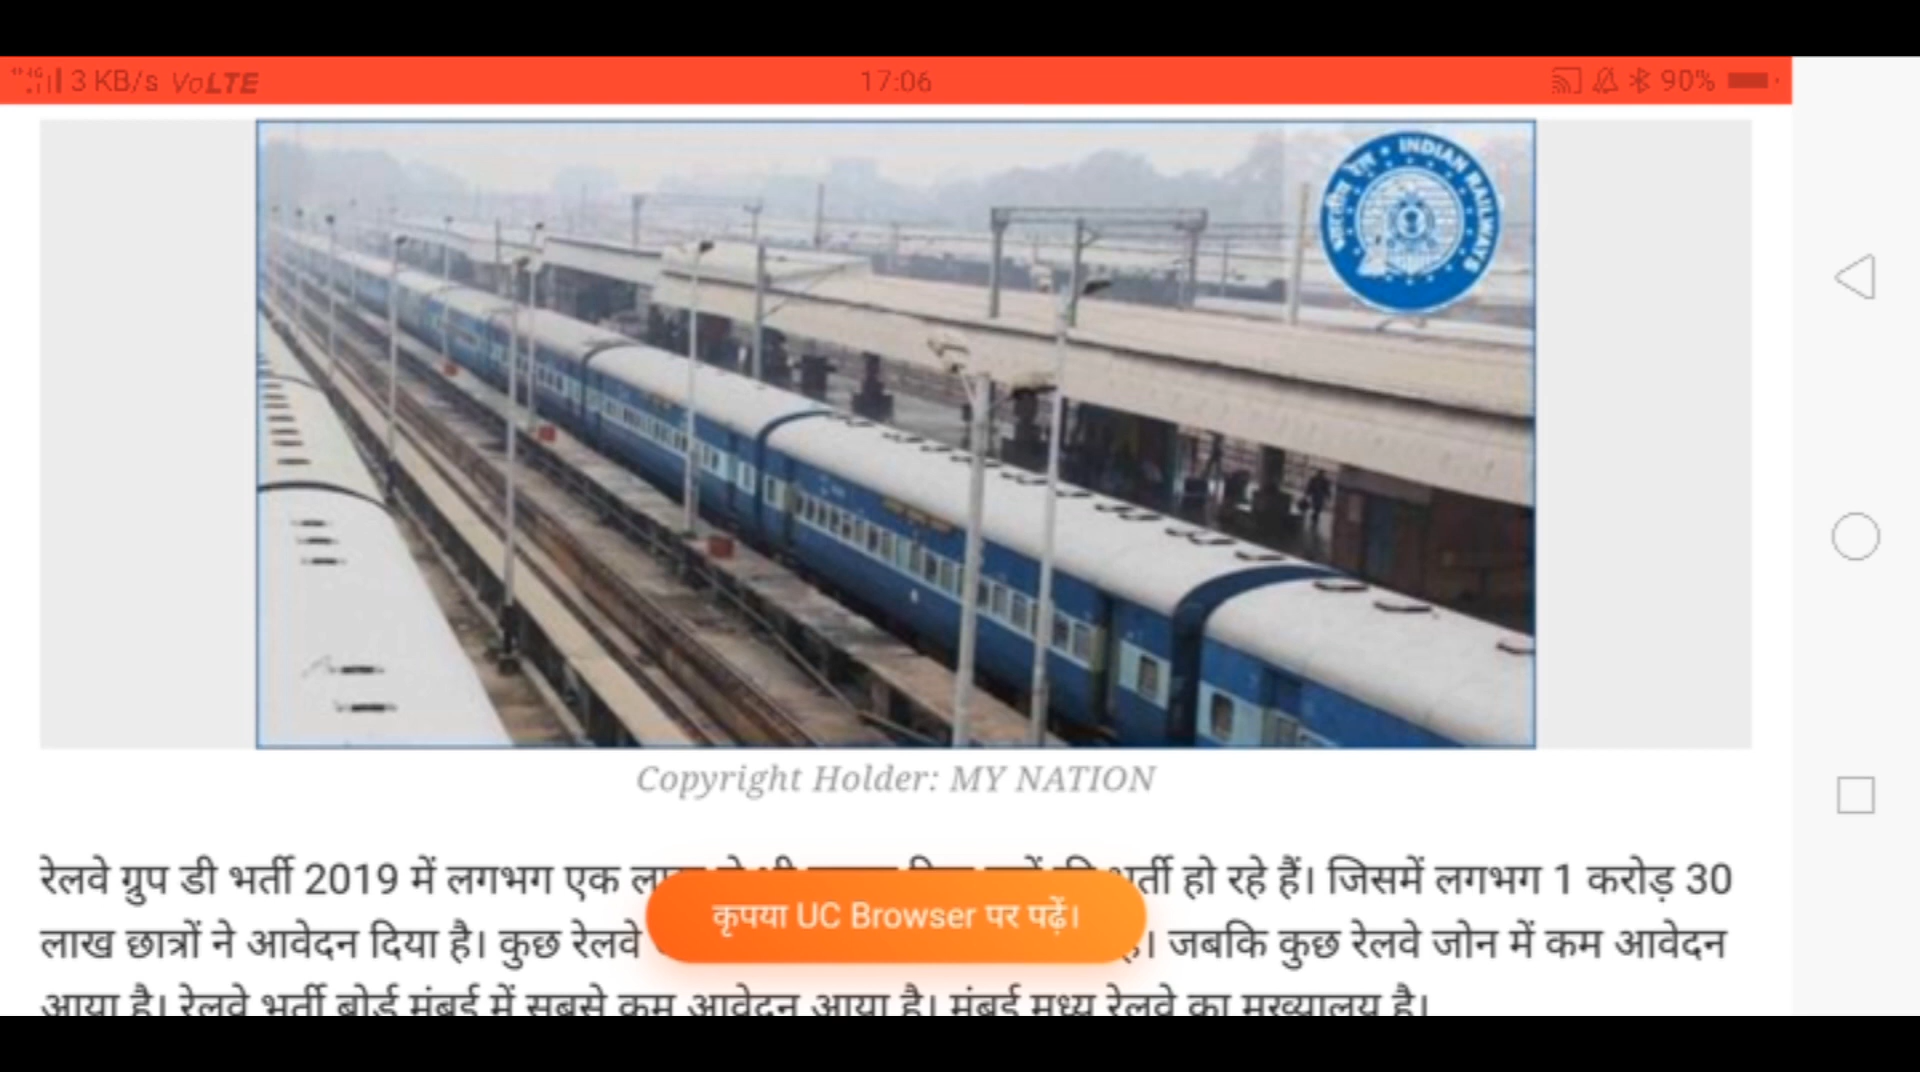 3 KB/s VoLTE 17:06 90%
भारतीय रेल INDIAN RAILWAYS
Copyright Holder: MY NATION
रेलवे ग्रुप डी भर्ती 2019 में लगभग एक र्ती हो रहे हैं। जिसमें लगभग 1 करोड़ 30
लाख छात्रों ने आवेदन दिया है। कुछ रेलवे है। जबकि कुछ रेलवे जोन में कम आवेदन
कृपया UC Browser पर पढ़ें।
आया है। रेलवे भर्ती बोर्ड मुंबई में सबसे कम आवेदन आया है। मुंबई मध्य रेलवे का मुख्यालय है।